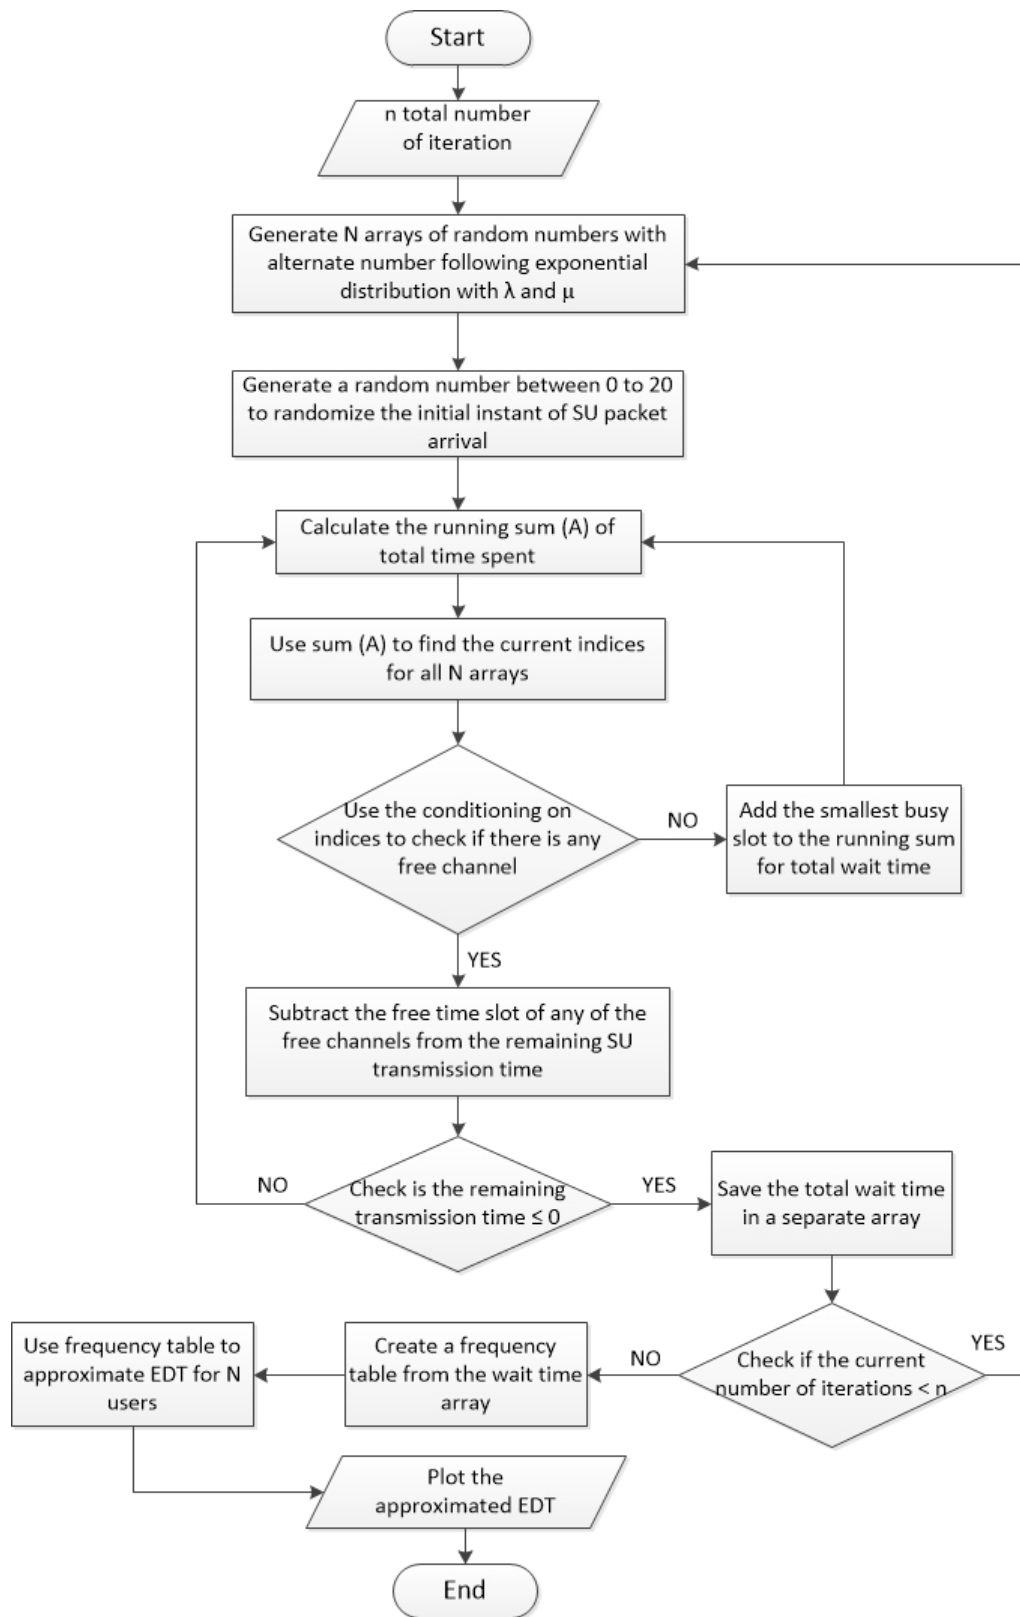 Start
n total number
of iteration
Generate N arrays of random numbers with
alternate number following exponential
distribution with λ and μ
Generate a random number between 0 to 20
to randomize the initial instant of SU packet
arrival
Calculate the running sum (A) of
total time spent
Use sum (A) to find the current indices
for all N arrays
Use the conditioning on
indices to check if there is any
free channel
NO
Add the smallest busy
slot to the running sum
for total wait time
YES
Subtract the free time slot of any of the
free channels from the remaining SU
transmission time
NO
Check is the remaining
transmission time ≤ 0
YES
Save the total wait time
in a separate array
Use frequency table to
approximate EDT for N
users
Create a frequency
table from the wait time
array
NO
Check if the current
number of iterations < n
YES
Plot the
approximated EDT
End